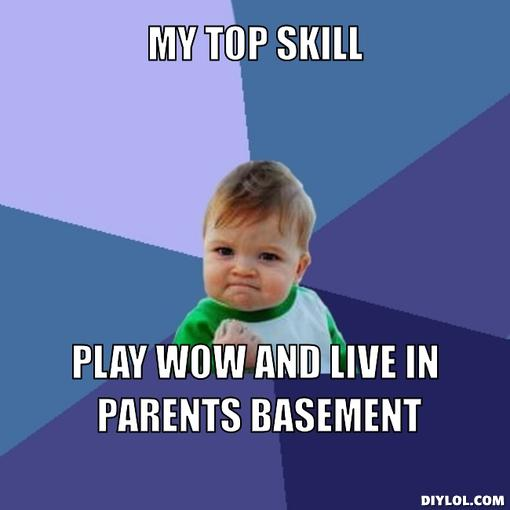 MY TOP SKILL
PLAY WOW AND LIVE IN
PARENTS BASEMENT
DIYLOL.COM